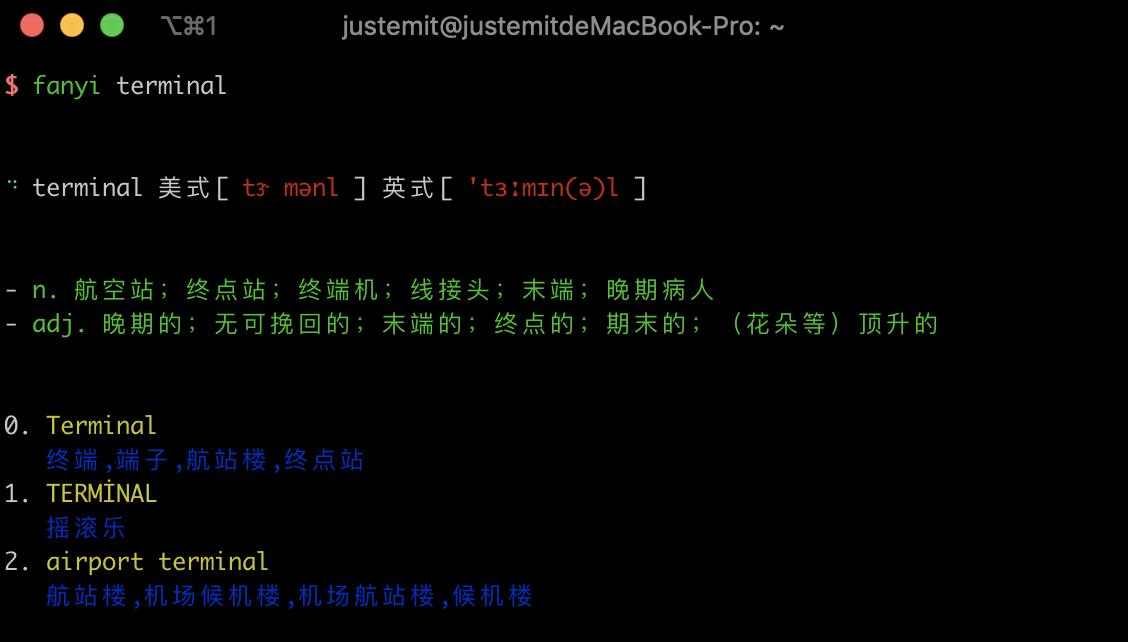 ⌥⌘1 justemit@justemitdeMacBook-Pro: ~
$ fanyi terminal
terminal 美式[ tɝ mənl ] 英式[ 'tɜːmɪn(ə)l ]
- n. 航空站；终点站；终端机；线接头；末端；晚期病人
- adj. 晚期的；无可挽回的；末端的；终点的；期末的；（花朵等）顶升的
0. Terminal
终端,端子,航站楼,终点站
1. TERMİNAL
摇滚乐
2. airport terminal
航站楼,机场候机楼,机场航站楼,候机楼